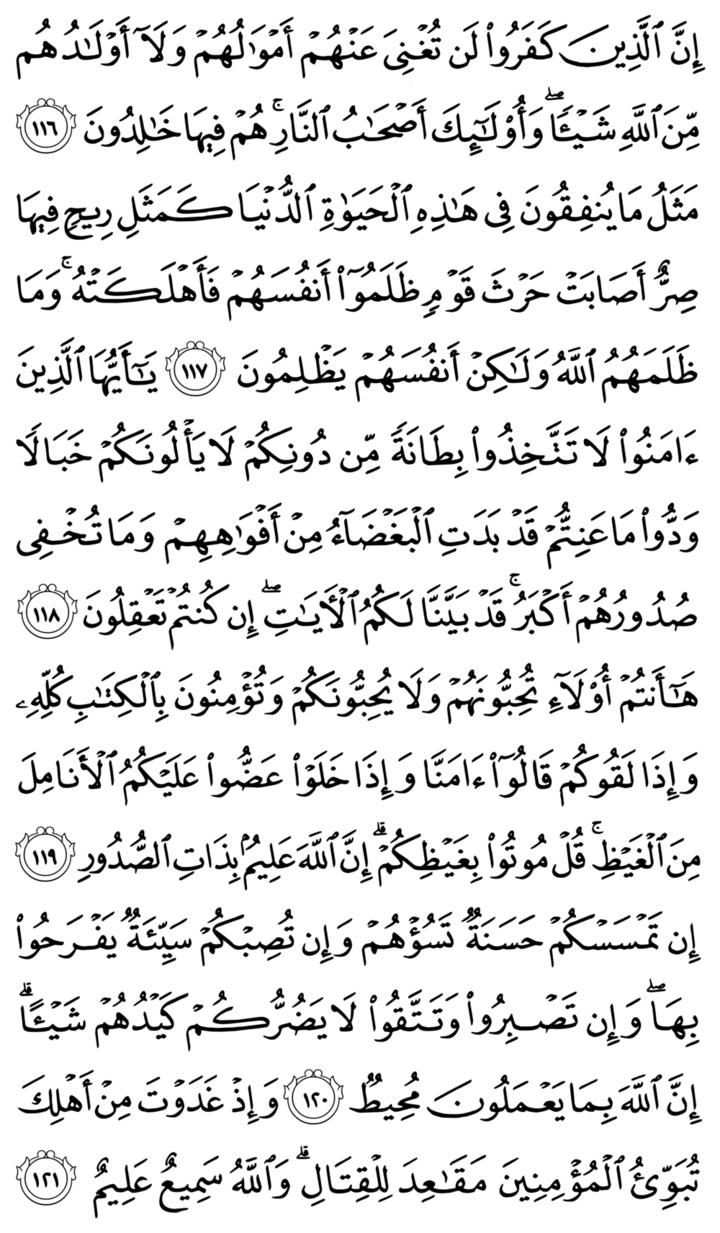 إِنَّ ٱلَّذِينَ كَفَرُوا۟ لَن تُغْنِىَ عَنْهُمْ أَمْوَٰلُهُمْ وَلَآ أَوْلَٰدُهُم
مِّنَ ٱللَّهِ شَيْـًٔا ۖ وَأُو۟لَٰٓئِكَ أَصْحَٰبُ ٱلنَّارِ ۚ هُمْ فِيهَا خَٰلِدُونَ ١١٦
مَثَلُ مَا يُنفِقُونَ فِى هَٰذِهِ ٱلْحَيَوٰةِ ٱلدُّنْيَا كَمَثَلِ رِيحٍ فِيهَا
صِرٌّ أَصَابَتْ حَرْثَ قَوْمٍ ظَلَمُوٓا۟ أَنفُسَهُمْ فَأَهْلَكَتْهُ ۚ وَمَا
ظَلَمَهُمُ ٱللَّهُ وَلَٰكِنْ أَنفُسَهُمْ يَظْلِمُونَ ١١٧ يَٰٓأَيُّهَا ٱلَّذِينَ
ءَامَنُوا۟ لَا تَتَّخِذُوا۟ بِطَانَةً مِّن دُونِكُمْ لَا يَأْلُونَكُمْ خَبَالًا
وَدُّوا۟ مَا عَنِتُّمْ قَدْ بَدَتِ ٱلْبَغْضَآءُ مِنْ أَفْوَٰهِهِمْ وَمَا تُخْفِى
صُدُورُهُمْ أَكْبَرُ ۚ قَدْ بَيَّنَّا لَكُمُ ٱلْءَايَٰتِ ۖ إِن كُنتُمْ تَعْقِلُونَ ١١٨
هَٰٓأَنتُمْ أُو۟لَآءِ تُحِبُّونَهُمْ وَلَا يُحِبُّونَكُمْ وَتُؤْمِنُونَ بِٱلْكِتَٰبِ كُلِّهِۦ
وَإِذَا لَقُوكُمْ قَالُوٓا۟ ءَامَنَّا وَإِذَا خَلَوْا۟ عَضُّوا۟ عَلَيْكُمُ ٱلْأَنَامِلَ
مِنَ ٱلْغَيْظِ ۚ قُلْ مُوتُوا۟ بِغَيْظِكُمْ ۗ إِنَّ ٱللَّهَ عَلِيمٌۢ بِذَاتِ ٱلصُّدُورِ ١١٩
إِن تَمْسَسْكُمْ حَسَنَةٌ تَسُؤْهُمْ وَإِن تُصِبْكُمْ سَيِّئَةٌ يَفْرَحُوا۟
بِهَا ۖ وَإِن تَصْبِرُوا۟ وَتَتَّقُوا۟ لَا يَضُرُّكُمْ كَيْدُهُمْ شَيْـًٔا ۗ
إِنَّ ٱللَّهَ بِمَا يَعْمَلُونَ مُحِيطٌ ١٢٠ وَإِذْ غَدَوْتَ مِنْ أَهْلِكَ
تُبَوِّئُ ٱلْمُؤْمِنِينَ مَقَٰعِدَ لِلْقِتَالِ ۗ وَٱللَّهُ سَمِيعٌ عَلِيمٌ ١٢١